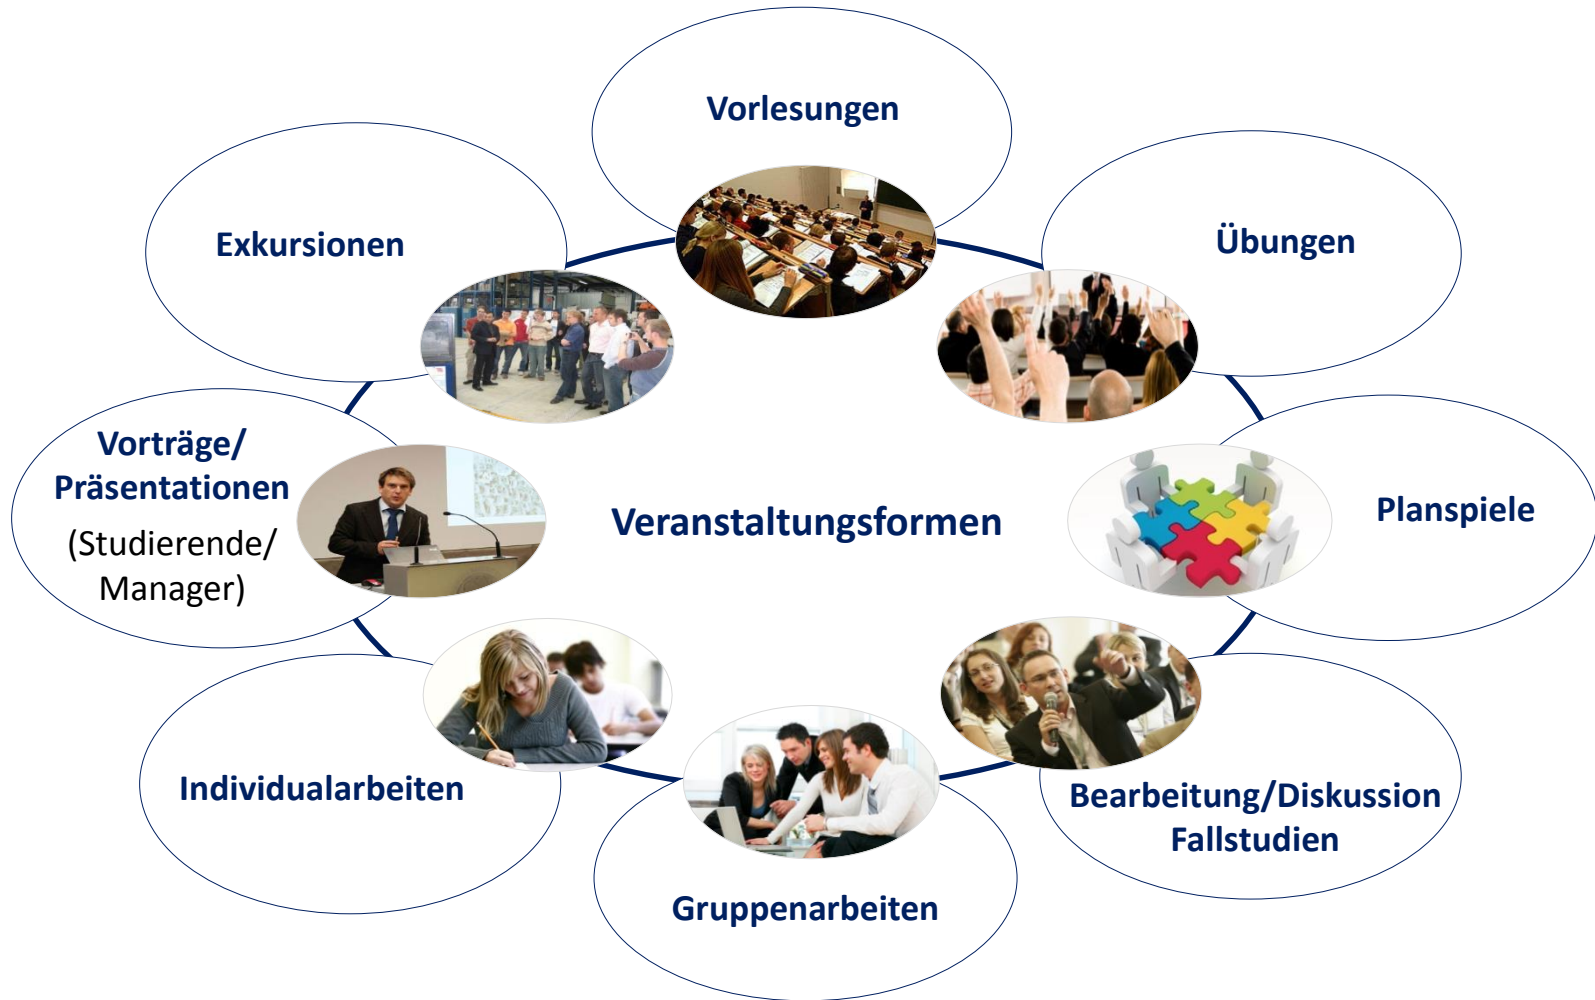 Vorlesungen
Exkursionen
Übungen
Vorträge/
Präsentationen
(Studierende/
Manager)
Veranstaltungsformen
Planspiele
Individualarbeiten
Bearbeitung/Diskussion
Fallstudien
Gruppenarbeiten